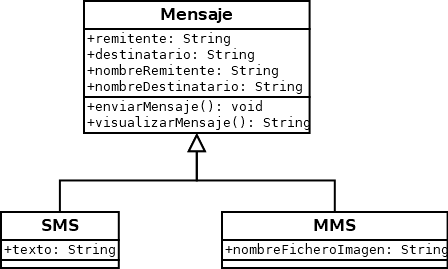 Mensaje
+remitente: String
+destinatario: String
+nombreRemitente: String
+nombreDestinatario: String
+enviarMensaje(): void
+visualizarMensaje(): String
SMS
+texto: String
MMS
+nombreFicheroImagen: String